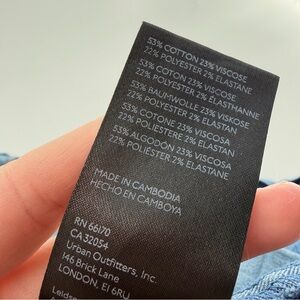 53% COTTON 23% VISCOSE
22% POLYESTER 2% ELASTANE
53% COTON 23% VISCOSE
22% POLYESTER 2% ELASTHANNE
53% BAUMWOLLE 23% VISKOSE
22% POLYESTER 2% ELASTAN
53% COTONE 23% VISCOSA
22% POLIESTERE 2% ELASTAN
53% ALGODÓN 23% VISCOSA
22% POLIÉSTER 2% ELASTANE
MADE IN CAMBODIA
HECHO EN CAMBOYA
RN 66170
CA 32054
Urban Outfitters, Inc.
146 Brick Lane
LONDON, E1 6RU